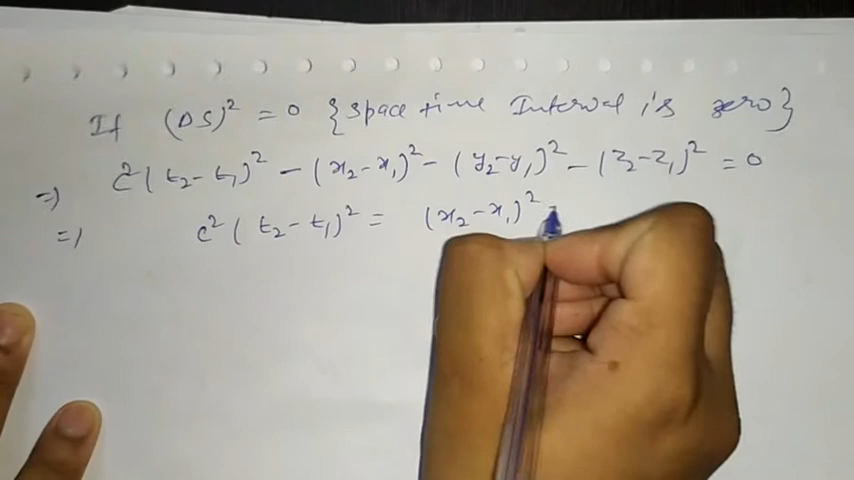 If (DS)² = 0 {space time Interval is zero}
=) c²(t₂-t₁)² - (x₂-x₁)² - (y₂-y₁)² - (z₂-z₁)² = 0
=) c²(t₂-t₁)² = (x₂-x₁)²